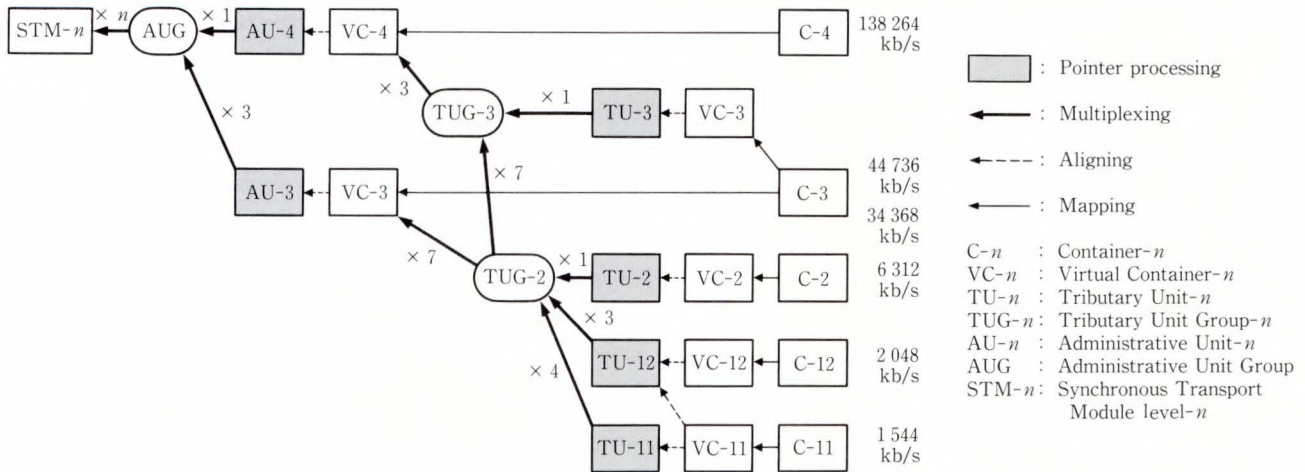 STM-n
× n
AUG
× 1
AU-4
VC-4
C-4
138 264
kb/s
× 3
× 3
TUG-3
× 1
TU-3
VC-3
× 7
AU-3
VC-3
C-3
44 736
kb/s
34 368
kb/s
× 7
TUG-2
× 1
TU-2
VC-2
C-2
6 312
kb/s
× 3
TU-12
VC-12
C-12
2 048
kb/s
× 4
TU-11
VC-11
C-11
1 544
kb/s
: Pointer processing
: Multiplexing
: Aligning
: Mapping
C-n : Container-n
VC-n : Virtual Container-n
TU-n : Tributary Unit-n
TUG-n : Tributary Unit Group-n
AU-n : Administrative Unit-n
AUG : Administrative Unit Group
STM-n : Synchronous Transport
Module level-n